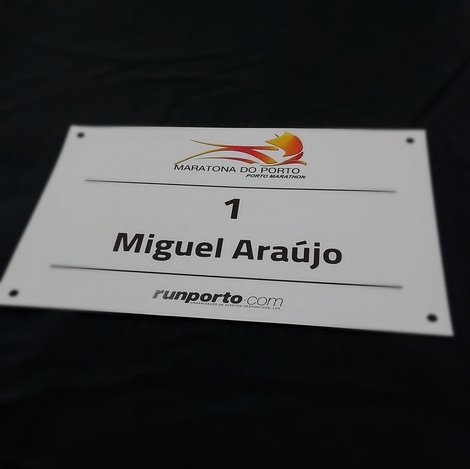 MARATONA DO PORTO
PORTO MARATHON
1
Miguel Araújo
runporto.com